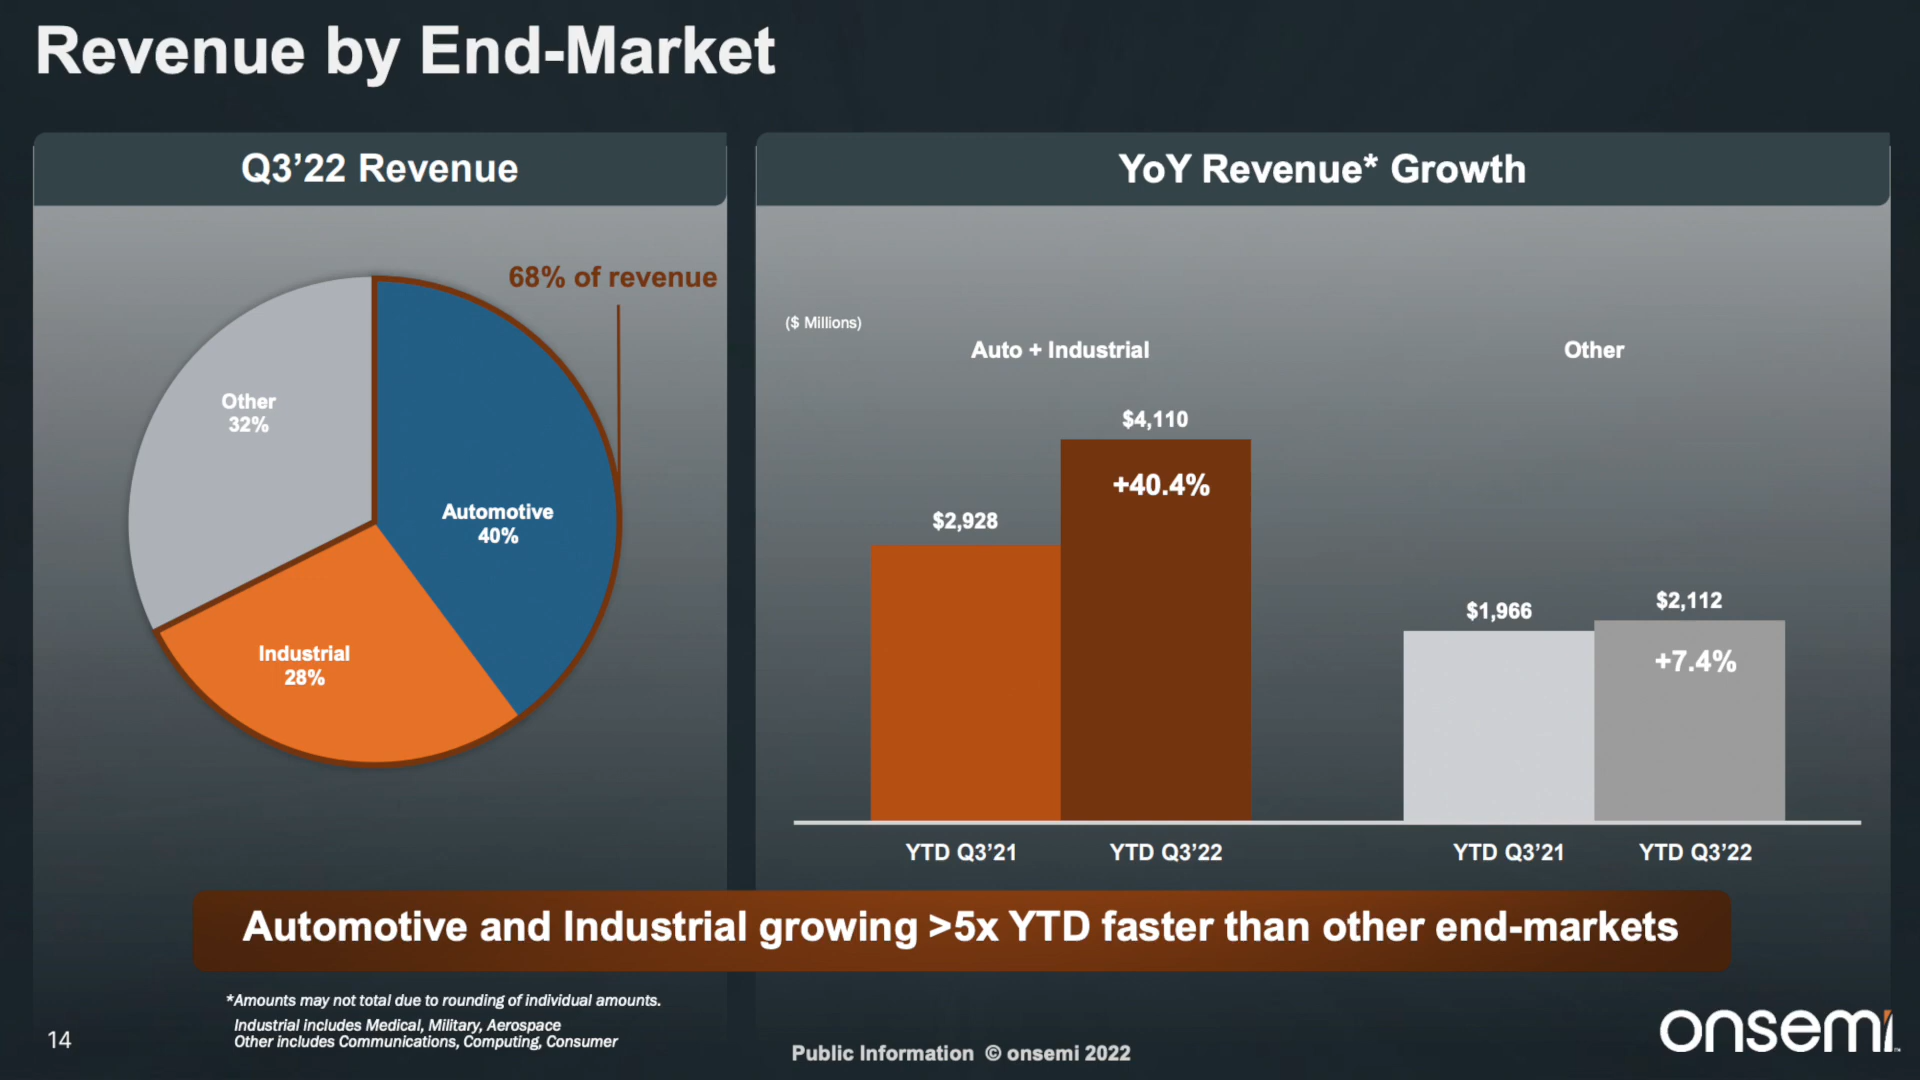 Revenue by End-Market
Q3’22 Revenue
68% of revenue
Other
32%
Automotive
40%
Industrial
28%
YoY Revenue* Growth
($ Millions)
Auto + Industrial
Other
$4,110
+40.4%
$2,928
$1,966
$2,112
+7.4%
YTD Q3’21
YTD Q3’22
YTD Q3’21
YTD Q3’22
Automotive and Industrial growing >5x YTD faster than other end-markets
*Amounts may not total due to rounding of individual amounts.
Industrial includes Medical, Military, Aerospace
Other includes Communications, Computing, Consumer
14
Public Information © onsemi 2022
onsemi™